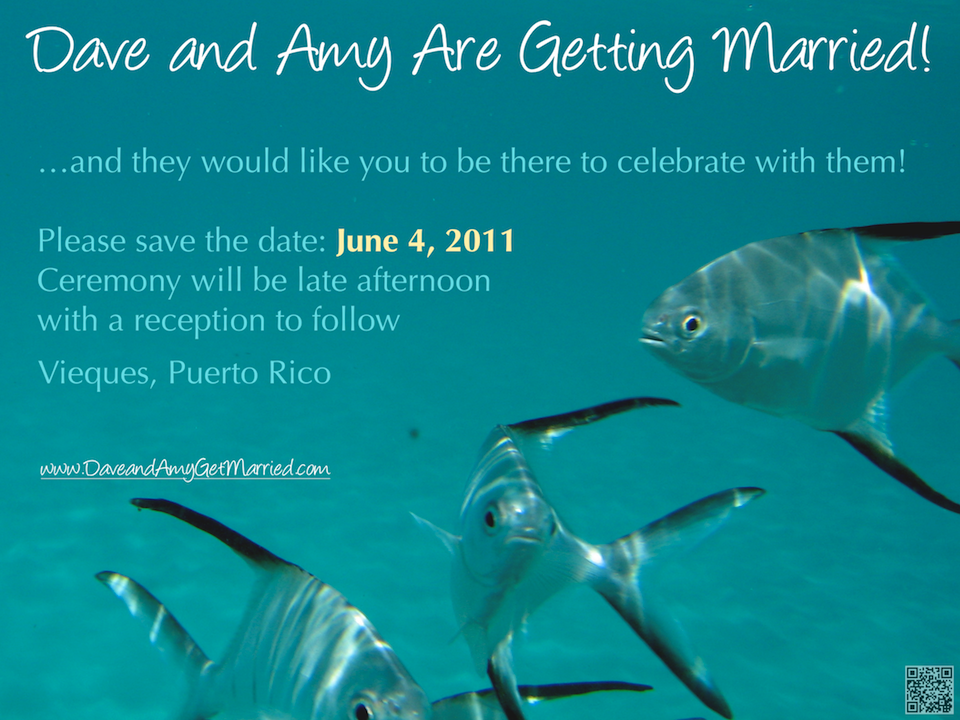 Dave and Amy Are Getting Married!
…and they would like you to be there to celebrate with them!
Please save the date: June 4, 2011
Ceremony will be late afternoon
with a reception to follow
Vieques, Puerto Rico
www.DaveandAmyGetMarried.com